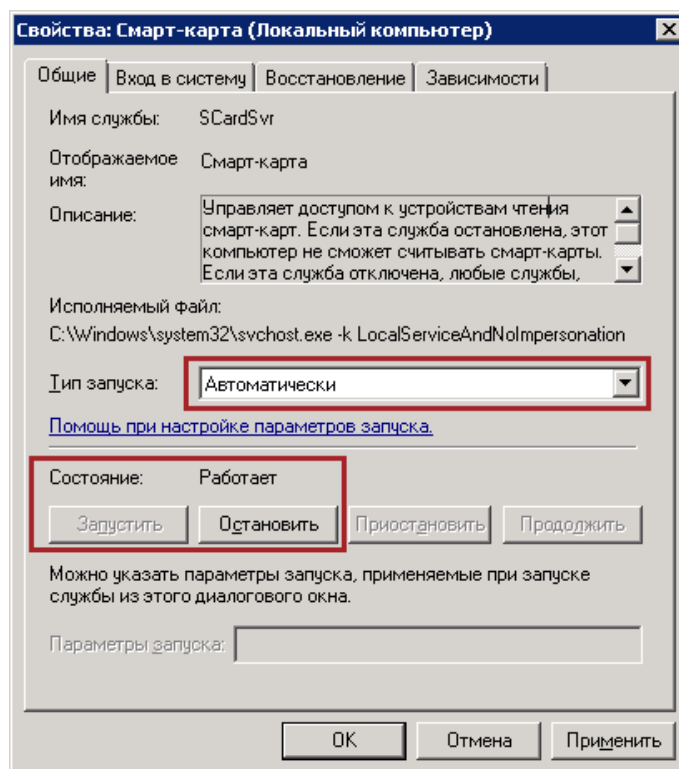 Свойства: Смарт-карта (Локальный компьютер)
Общие Вход в систему Восстановление Зависимости
Имя службы: SCardSvr
Отображаемое имя: Смарт-карта
Описание: Управляет доступом к устройствам чтения
смарт-карт. Если эта служба остановлена, этот
компьютер не сможет считывать смарт-карты.
Если эта служба отключена, любые службы,
Исполняемый файл:
C:\Windows\system32\svchost.exe -k LocalServiceAndNoImpersonation
Тип запуска: Автоматически
Помощь при настройке параметров запуска.
Состояние: Работает
Запустить Остановить Приостановить Продолжить
Можно указать параметры запуска, применяемые при запуске
службы из этого диалогового окна.
Параметры запуска:
OK Отмена Применить